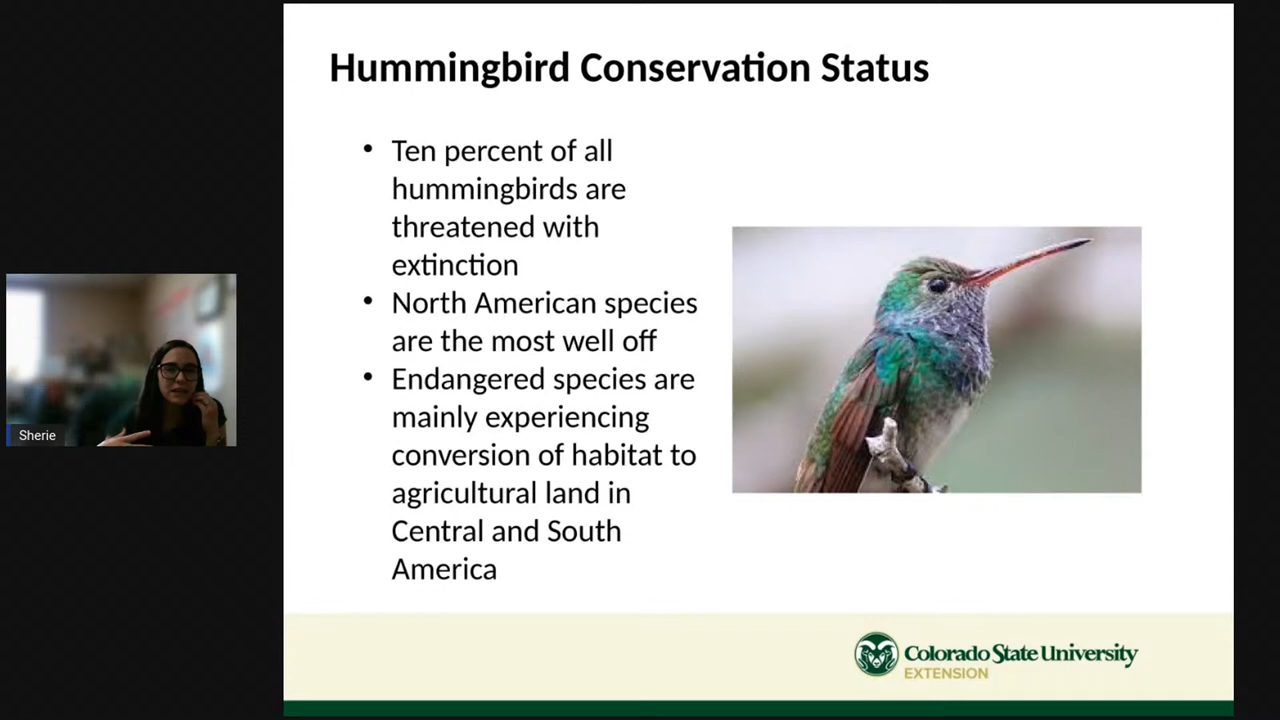 Hummingbird Conservation Status
• Ten percent of all
hummingbirds are
threatened with
extinction
• North American species
are the most well off
• Endangered species are
mainly experiencing
conversion of habitat to
agricultural land in
Central and South
America
Sherie
Colorado State University
EXTENSION